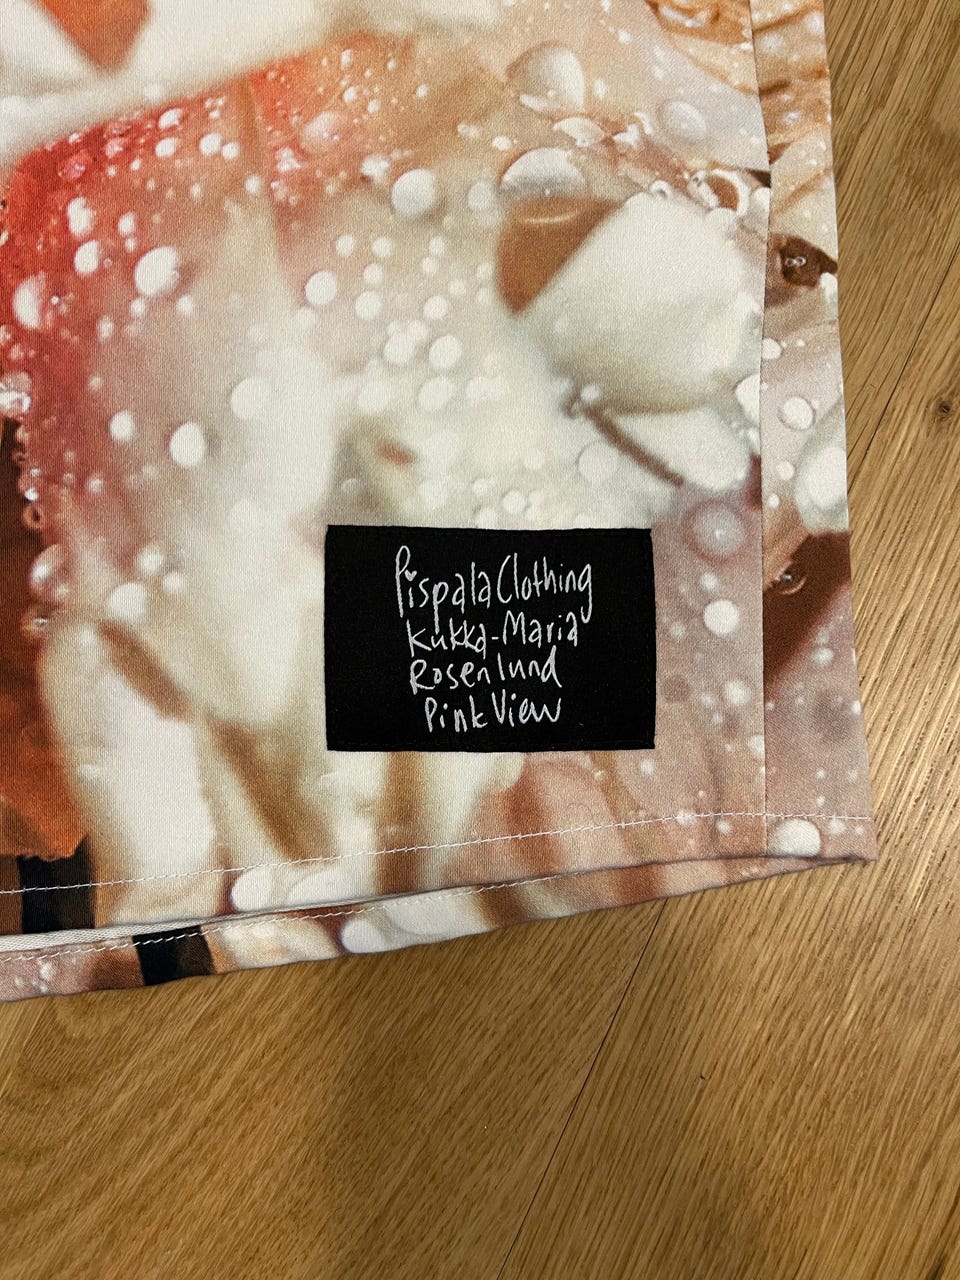 Pispala Clothing
Kukka-Maria
Rosenlund
Pink View